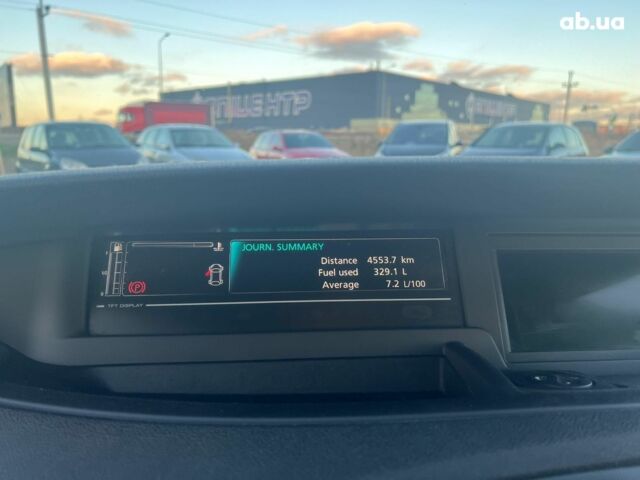 ab.ua
JOURN. SUMMARY
Distance 4553.7 km
Fuel used 329.1 L
Average 7.2 L/100
TFT DISPLAY